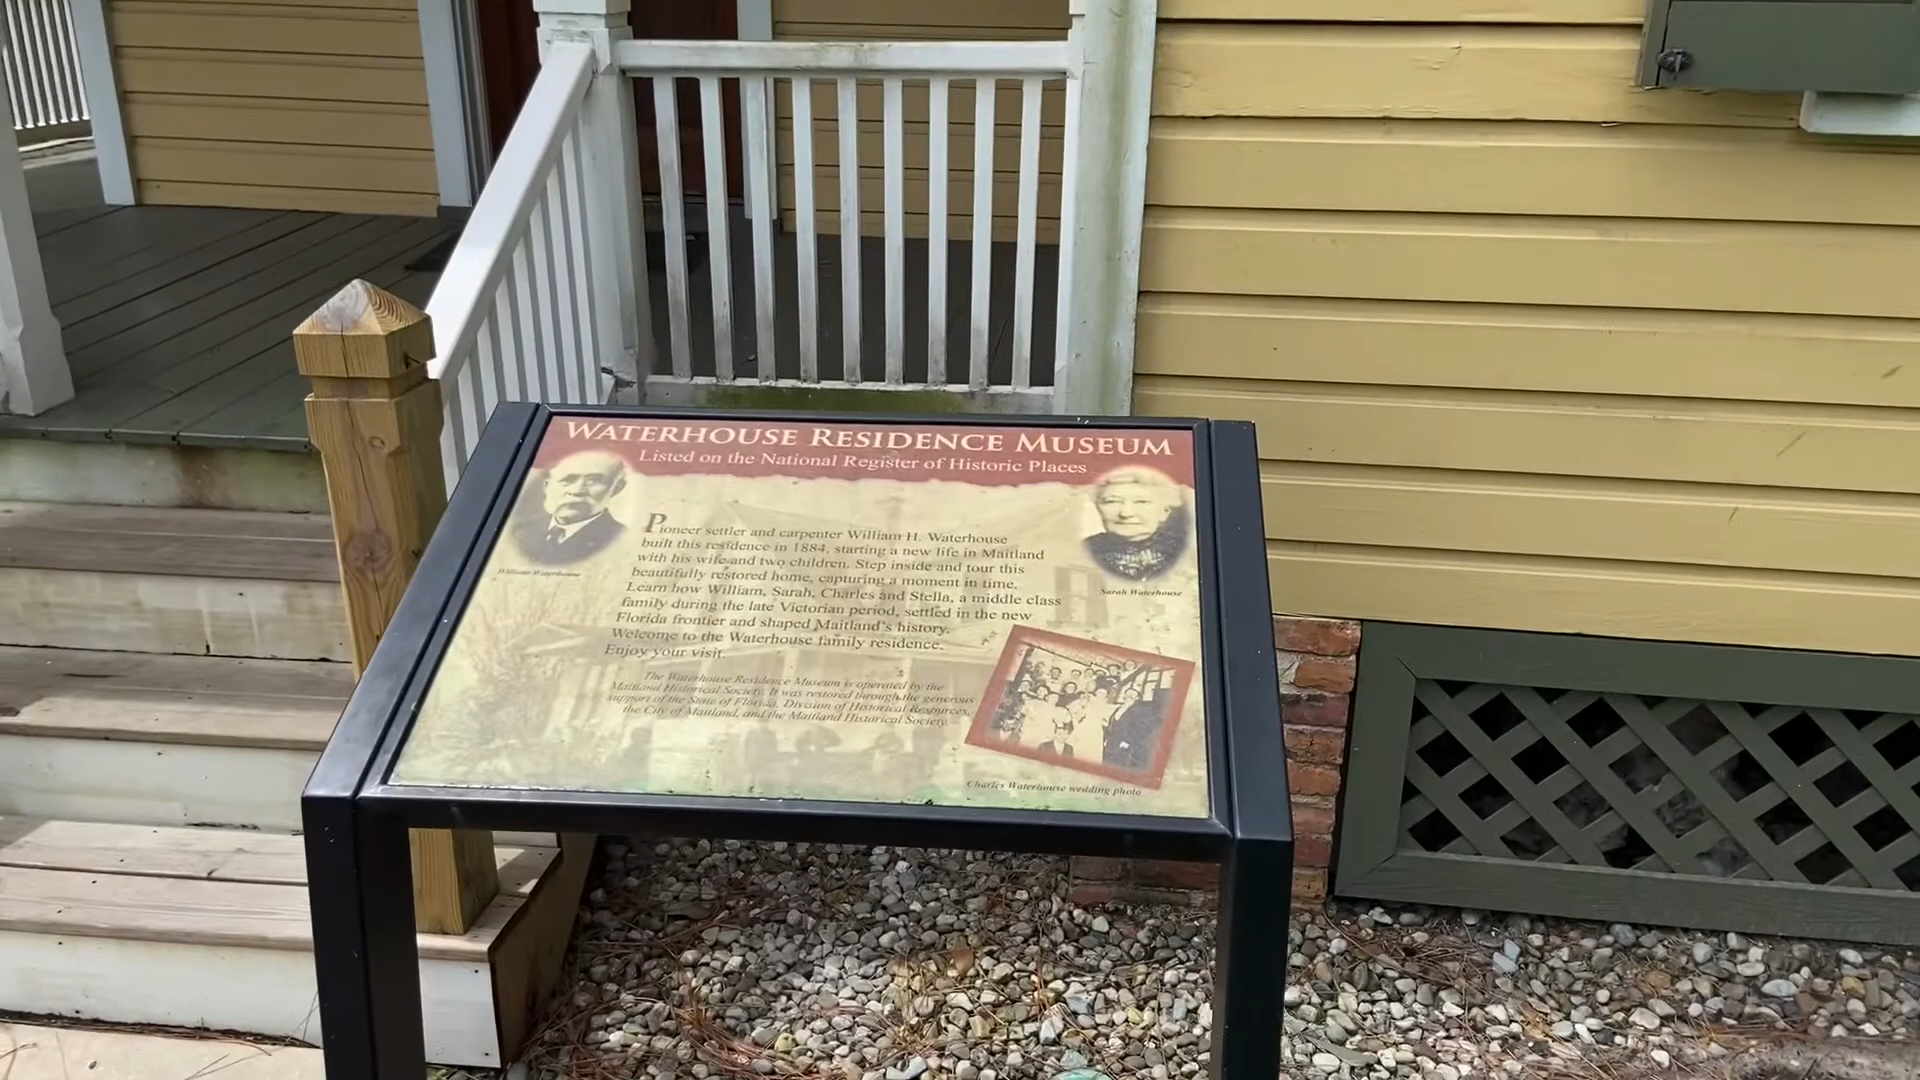 WATERHOUSE RESIDENCE MUSEUM
Listed on the National Register of Historic Places
Pioneer settler and carpenter William H. Waterhouse
built this residence in 1884, starting a new life in Maitland
with his wife and two children. Step inside and tour this
beautifully restored home, capturing a moment in time.
Learn how William, Sarah, Charles and Stella, a middle class
family during the late Victorian period, settled in the new
Florida frontier and shaped Maitland's history.
Welcome to the Waterhouse family residence.
Enjoy your visit.
William Waterhouse
Sarah Waterhouse
The Waterhouse Residence Museum is operated by the
Maitland Historical Society. It was restored through the generous
support of the State of Florida, Division of Historical Resources,
the City of Maitland, and the Maitland Historical Society.
Charles Waterhouse wedding photo